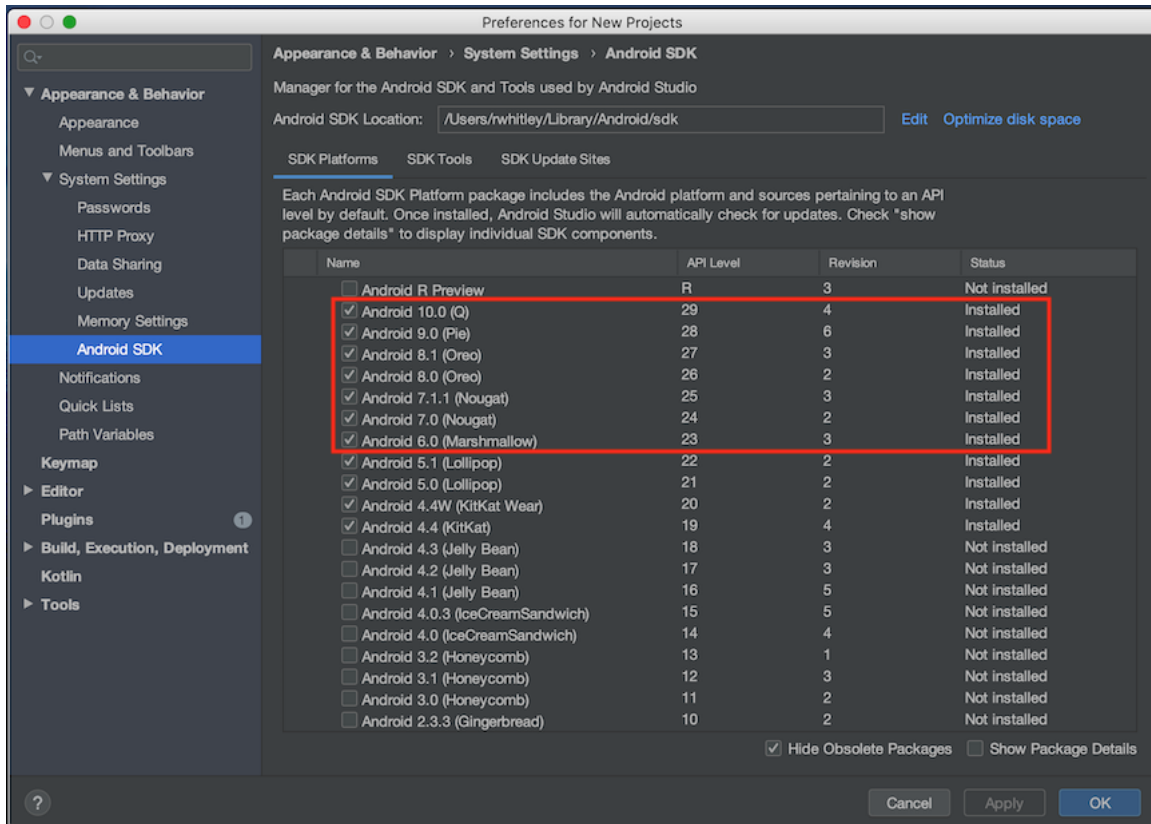 Preferences for New Projects
Appearance & Behavior › System Settings › Android SDK
Manager for the Android SDK and Tools used by Android Studio
Android SDK Location: /Users/rwhitley/Library/Android/sdk Edit Optimize disk space
SDK Platforms SDK Tools SDK Update Sites
Each Android SDK Platform package includes the Android platform and sources pertaining to an API
level by default. Once installed, Android Studio will automatically check for updates. Check "show
package details" to display individual SDK components.
Appearance & Behavior
Appearance
Menus and Toolbars
System Settings
Passwords
HTTP Proxy
Data Sharing
Updates
Memory Settings
Android SDK
Notifications
Quick Lists
Path Variables
Keymap
Editor
Plugins 1
Build, Execution, Deployment
Kotlin
Tools
Name API Level Revision Status
Android R Preview R 3 Not installed
Android 10.0 (Q) 29 4 Installed
Android 9.0 (Pie) 28 6 Installed
Android 8.1 (Oreo) 27 3 Installed
Android 8.0 (Oreo) 26 2 Installed
Android 7.1.1 (Nougat) 25 3 Installed
Android 7.0 (Nougat) 24 2 Installed
Android 6.0 (Marshmallow) 23 3 Installed
Android 5.1 (Lollipop) 22 2 Installed
Android 5.0 (Lollipop) 21 2 Installed
Android 4.4W (KitKat Wear) 20 2 Installed
Android 4.4 (KitKat) 19 4 Installed
Android 4.3 (Jelly Bean) 18 3 Not installed
Android 4.2 (Jelly Bean) 17 3 Not installed
Android 4.1 (Jelly Bean) 16 5 Not installed
Android 4.0.3 (IceCreamSandwich) 15 5 Not installed
Android 4.0 (IceCreamSandwich) 14 4 Not installed
Android 3.2 (Honeycomb) 13 1 Not installed
Android 3.1 (Honeycomb) 12 3 Not installed
Android 3.0 (Honeycomb) 11 2 Not installed
Android 2.3.3 (Gingerbread) 10 2 Not installed
Hide Obsolete Packages Show Package Details
? Cancel Apply OK